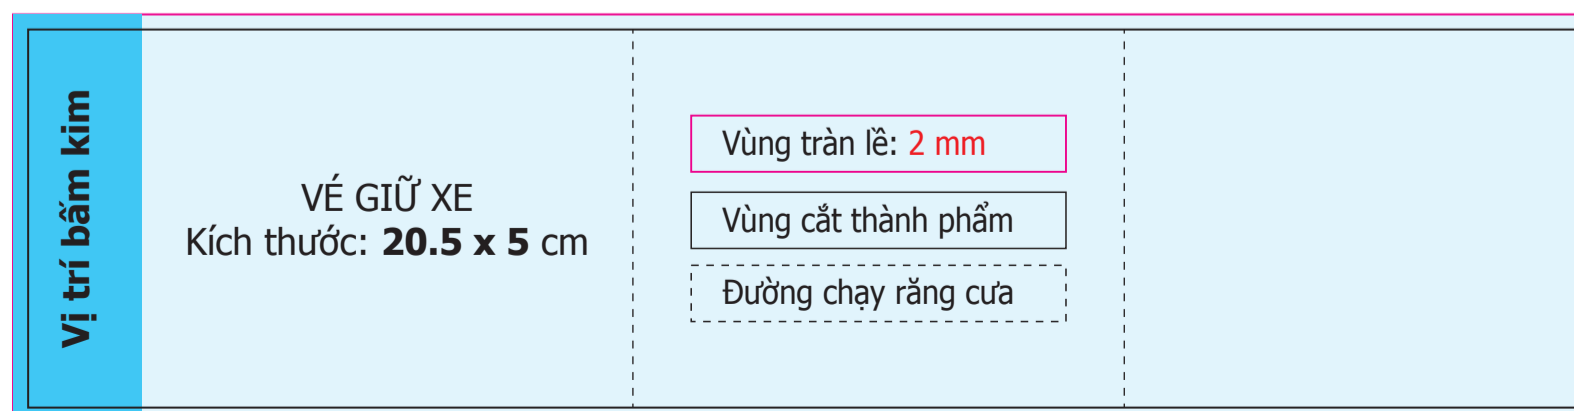 Vị trí bấm kim
VÉ GIỮ XE
Kích thước: 20.5 x 5 cm
Vùng tràn lề: 2 mm
Vùng cắt thành phẩm
Đường chạy răng cưa